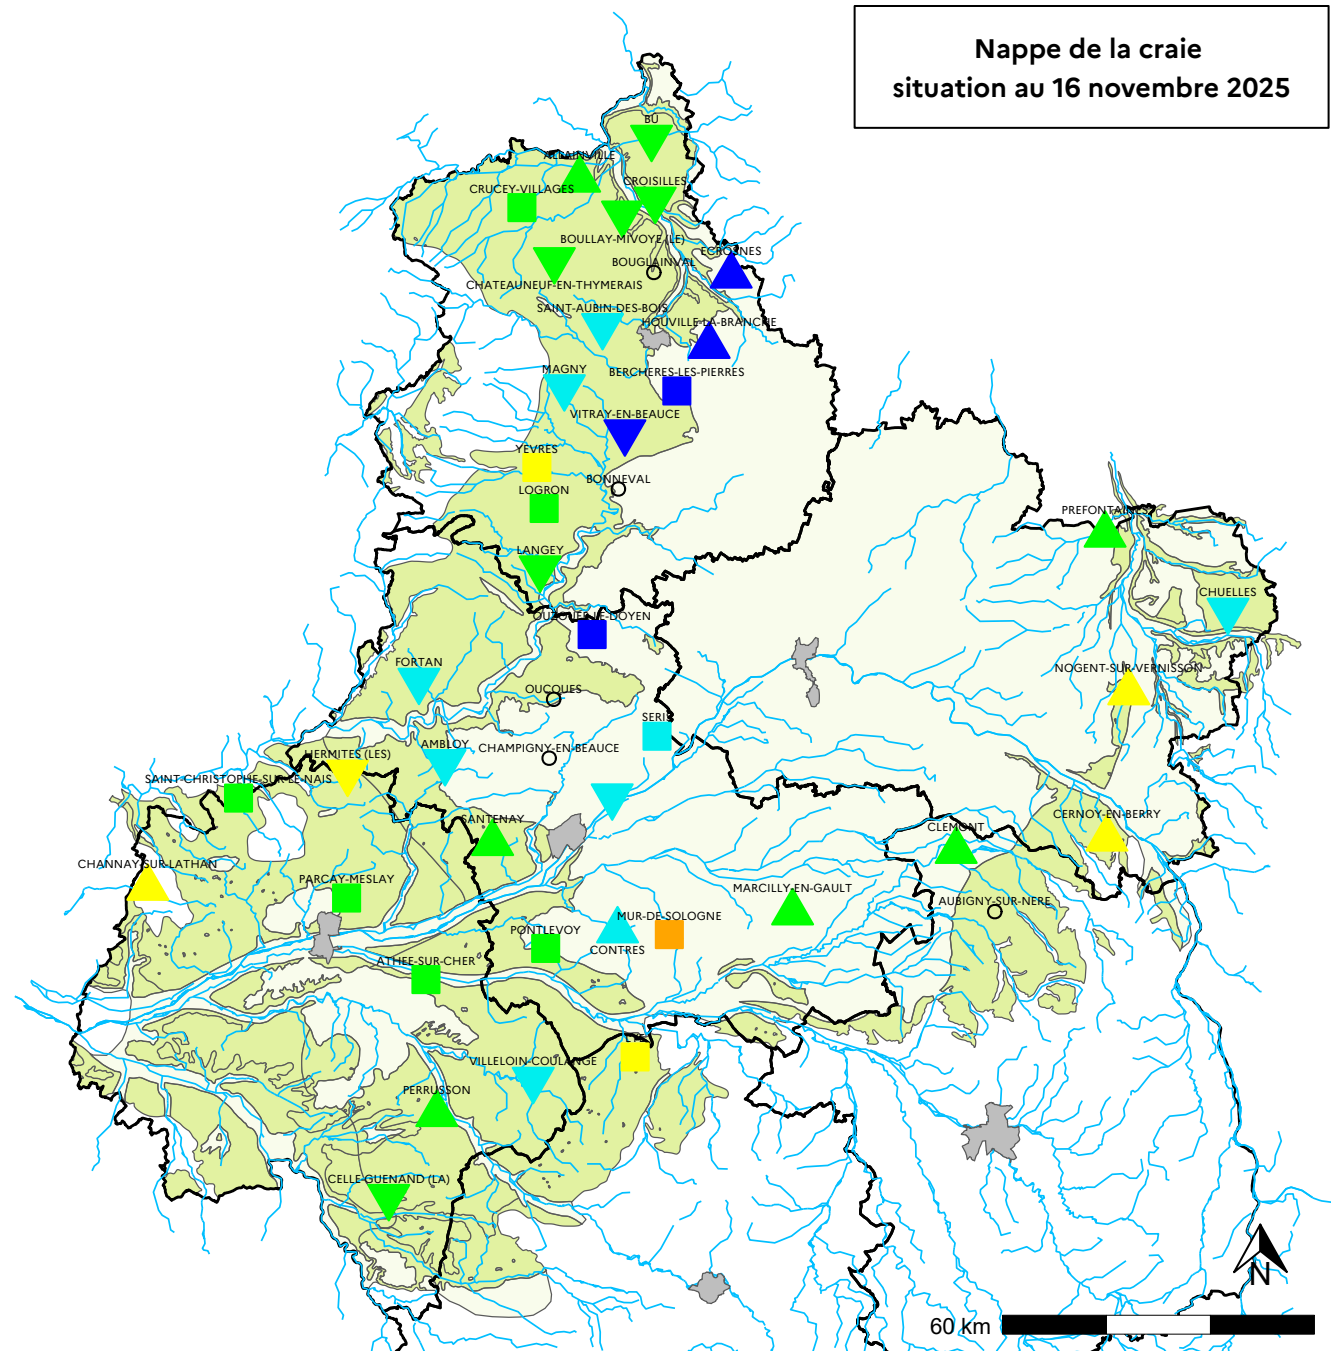 Nappe de la craie
situation au 16 novembre 2025
BU
ALLAINVILLE
CROISILLES
CRUCEY-VILLAGES
BOULLAY-MIVOYE (LE)
ECROSNES
BOUGLAINVAL
CHATEAUNEUF-EN-THYMERAIS
SAINT-AUBIN-DES-BOIS
HOUVILLE-LA-BRANCHE
MAGNY
BERCHERES-LES-PIERRES
VITRAY-EN-BEAUCE
YEVRES
BONNEVAL
LOGRON
PREFONTAINES
LANGEY
CHUELLES
OUZOUER-LE-DOYEN
FORTAN
NOGENT-SUR-VERNISSON
OUCQUES
SERIS
AMBLOY
CHAMPIGNY-EN-BEAUCE
HERMITES (LES)
SAINT-CHRISTOPHE-SUR-LE-NAIS
SANTENAY
CLEMONT
CERNOY-EN-BERRY
CHANNAY-SUR-LATHAN
PARCAY-MESLAY
MARCILLY-EN-GAULT
AUBIGNY-SUR-NERE
MUR-DE-SOLOGNE
PONTLEVOY
CONTRES
ATHEE-SUR-CHER
LYE
VILLELOIN-COULANGE
PERRUSSON
CELLE-GUENAND (LA)
N
60 km